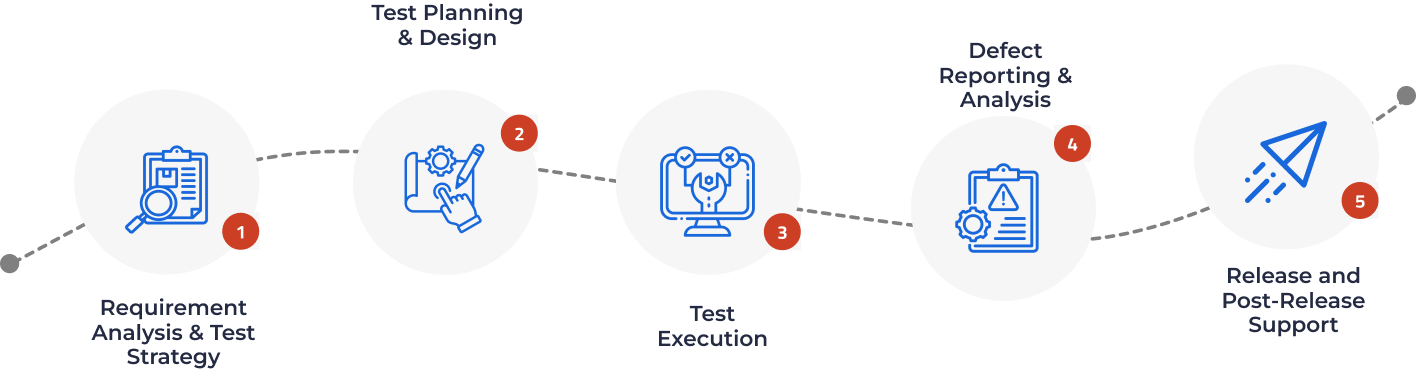 1
Requirement
Analysis & Test
Strategy
Test Planning
& Design
2
3
Test
Execution
Defect
Reporting &
Analysis
4
5
Release and
Post-Release
Support